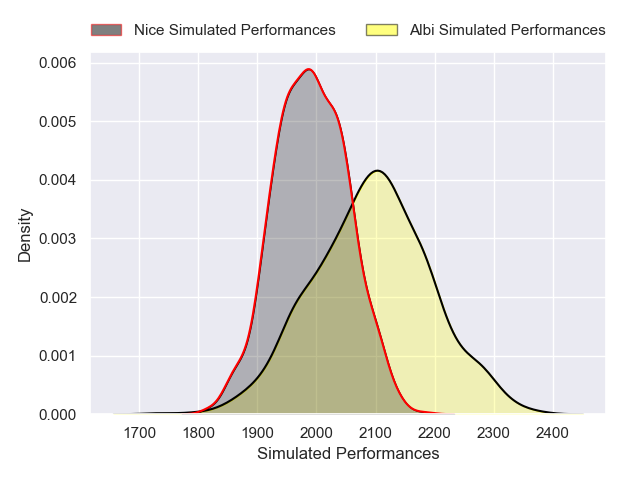 Nice Simulated Performances Albi Simulated Performances
0.006
0.005
0.004
0.003
0.002
0.001
0.000
Density
1700 1800 1900 2000 2100 2200 2300 2400
Simulated Performances